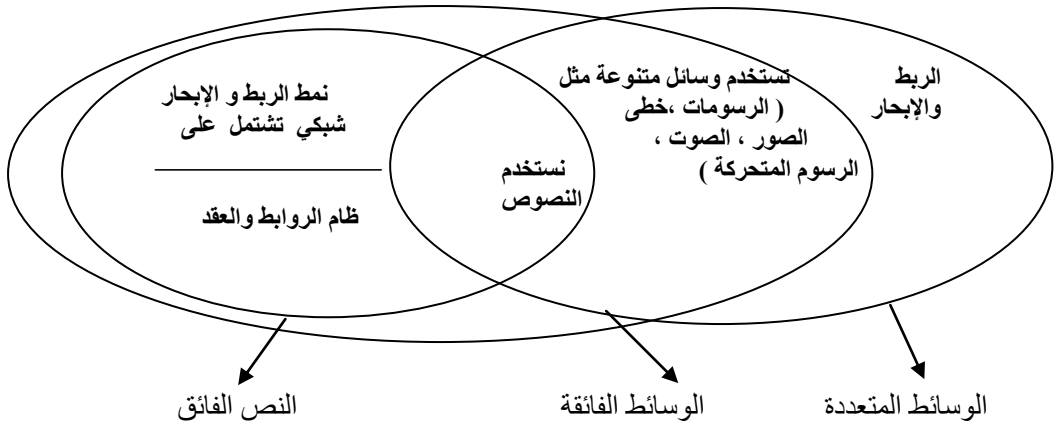 الربط
والإبحار
تستخدم وسائل متنوعة مثل
( الرسومات ،خطى
الصور ، الصوت ،
الرسوم المتحركة )
نستخدم
النصوص
نمط الربط و الإبحار
شبكي تشتمل على
ظام الروابط والعقد
الوسائط المتعددة
الوسائط الفائقة
النص الفائق